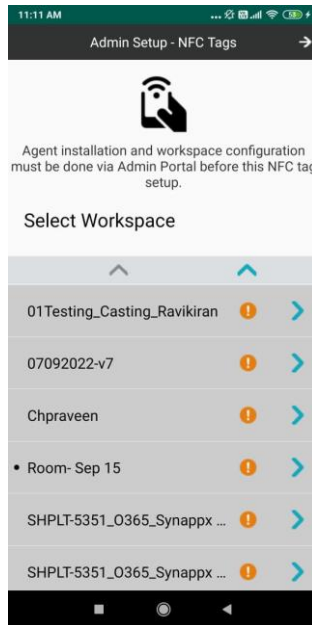 11:11 AM
Admin Setup - NFC Tags
Agent installation and workspace configuration
must be done via Admin Portal before this NFC tag
setup.
Select Workspace
01Testing_Casting_Ravikiran
07092022-v7
Chpraveen
Room- Sep 15
SHPLT-5351_O365_Synappx ...
SHPLT-5351_O365_Synappx ...